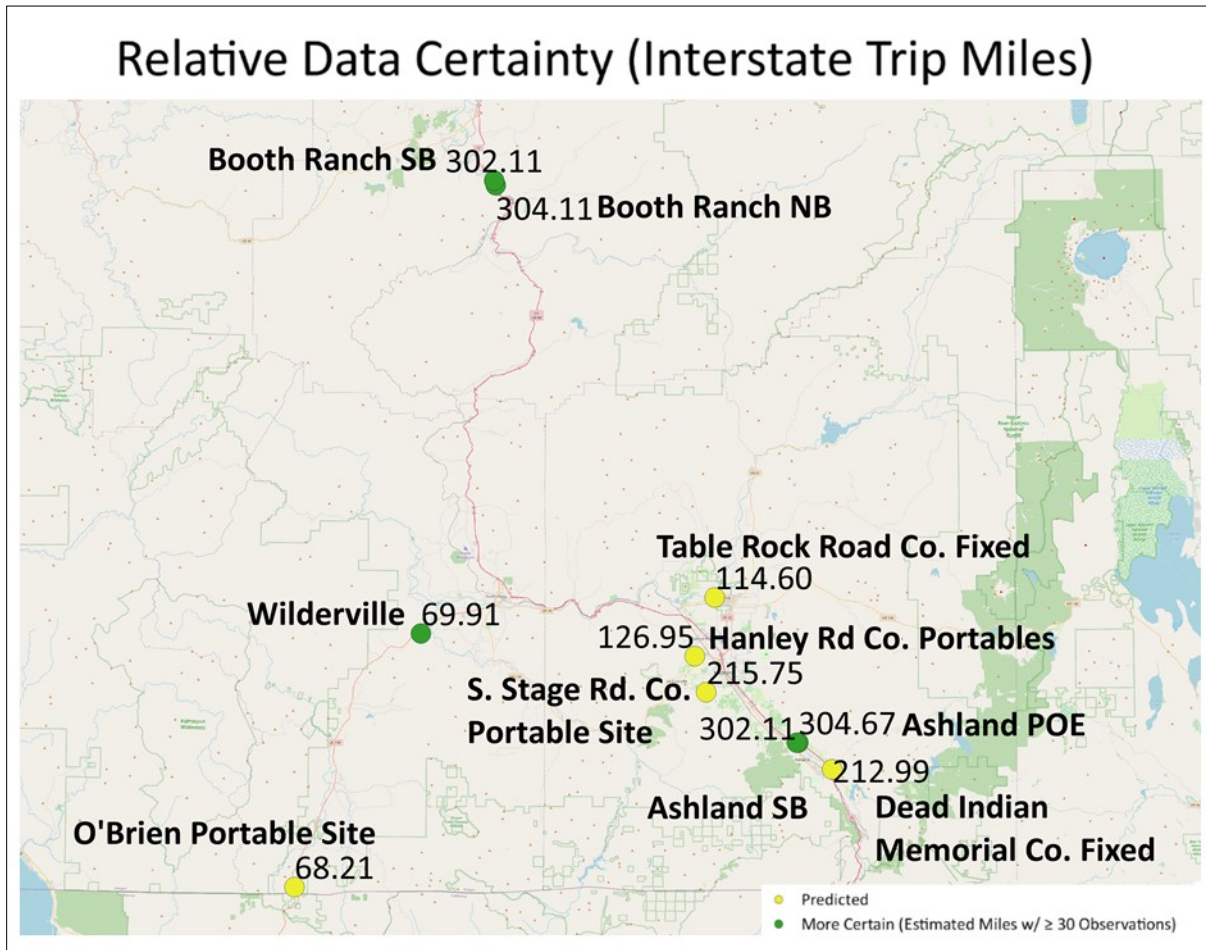 Relative Data Certainty (Interstate Trip Miles)
Booth Ranch SB 302.11
304.11 Booth Ranch NB
Table Rock Road Co. Fixed
114.60
Wilderville 69.91
126.95 Hanley Rd Co. Portables
215.75
S. Stage Rd. Co.
Portable Site
302.11 304.67 Ashland POE
212.99
Ashland SB
Dead Indian
Memorial Co. Fixed
O'Brien Portable Site
68.21
Predicted
More Certain (Estimated Miles w/ ≥ 30 Observations)